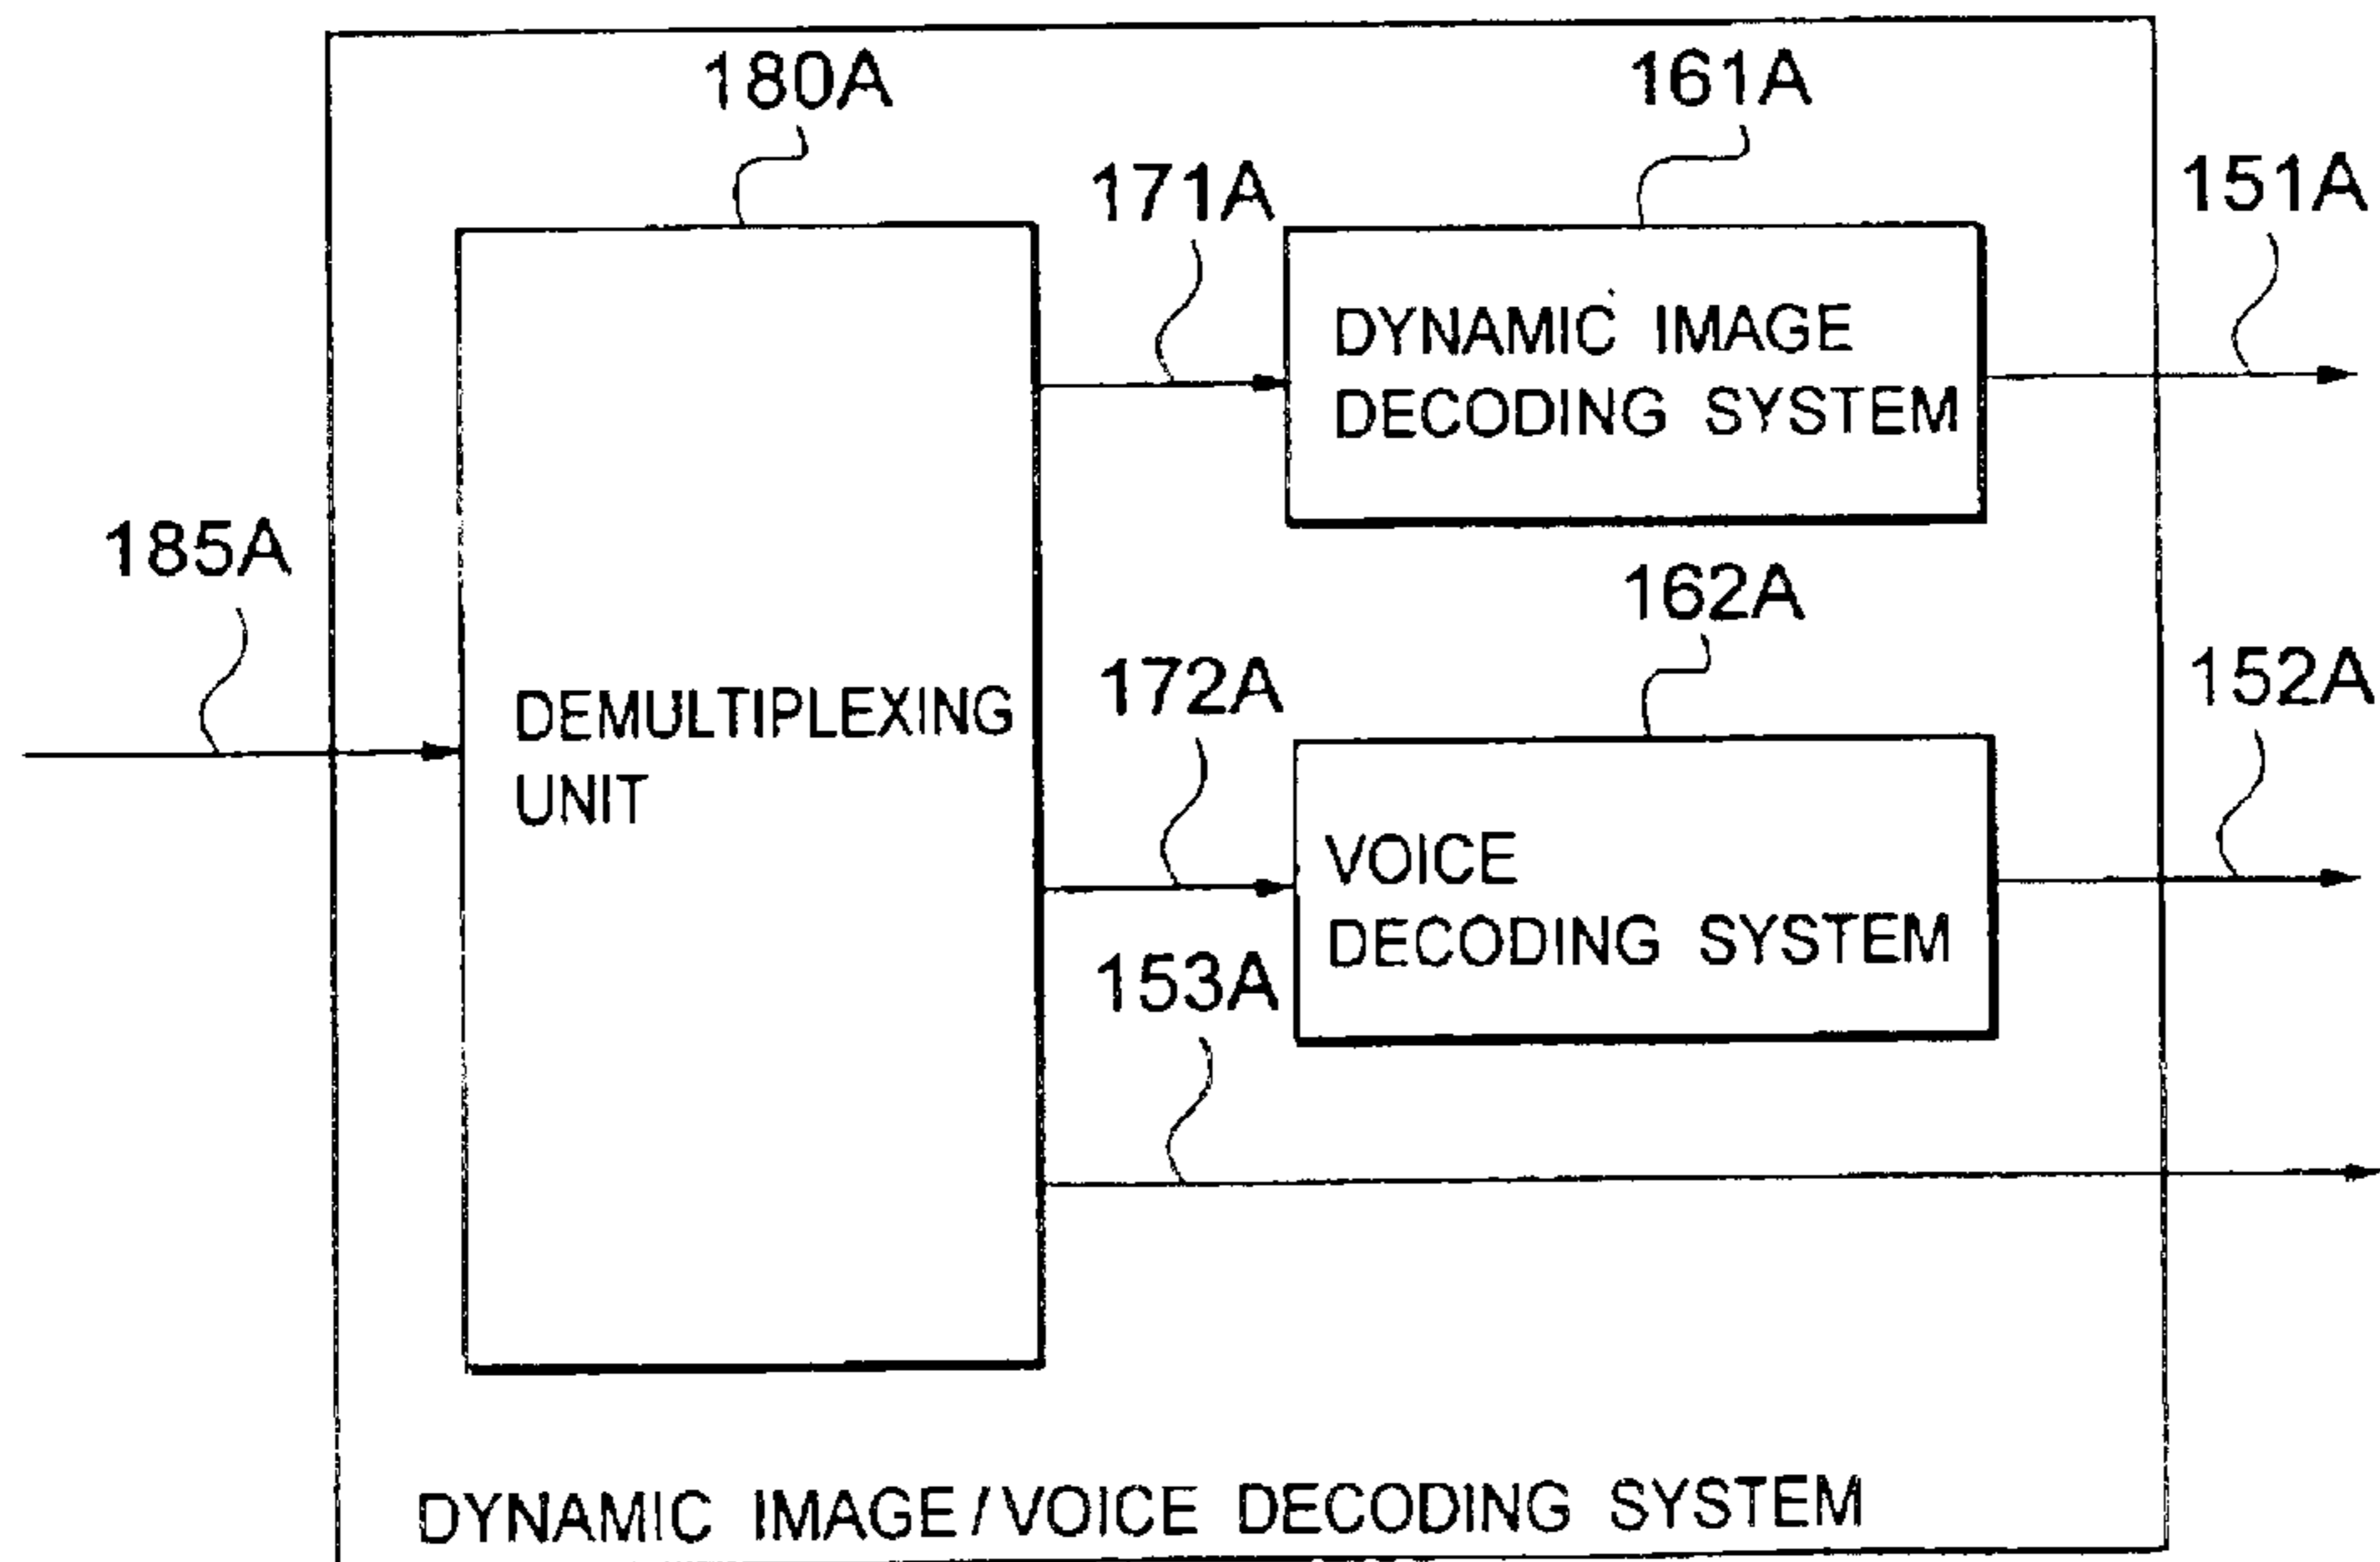 180A
161A
171A
151A
DYNAMIC IMAGE
DECODING SYSTEM
185A
162A
172A
152A
DEMULTIPLEXING
UNIT
VOICE
DECODING SYSTEM
153A
DYNAMIC IMAGE/VOICE DECODING SYSTEM